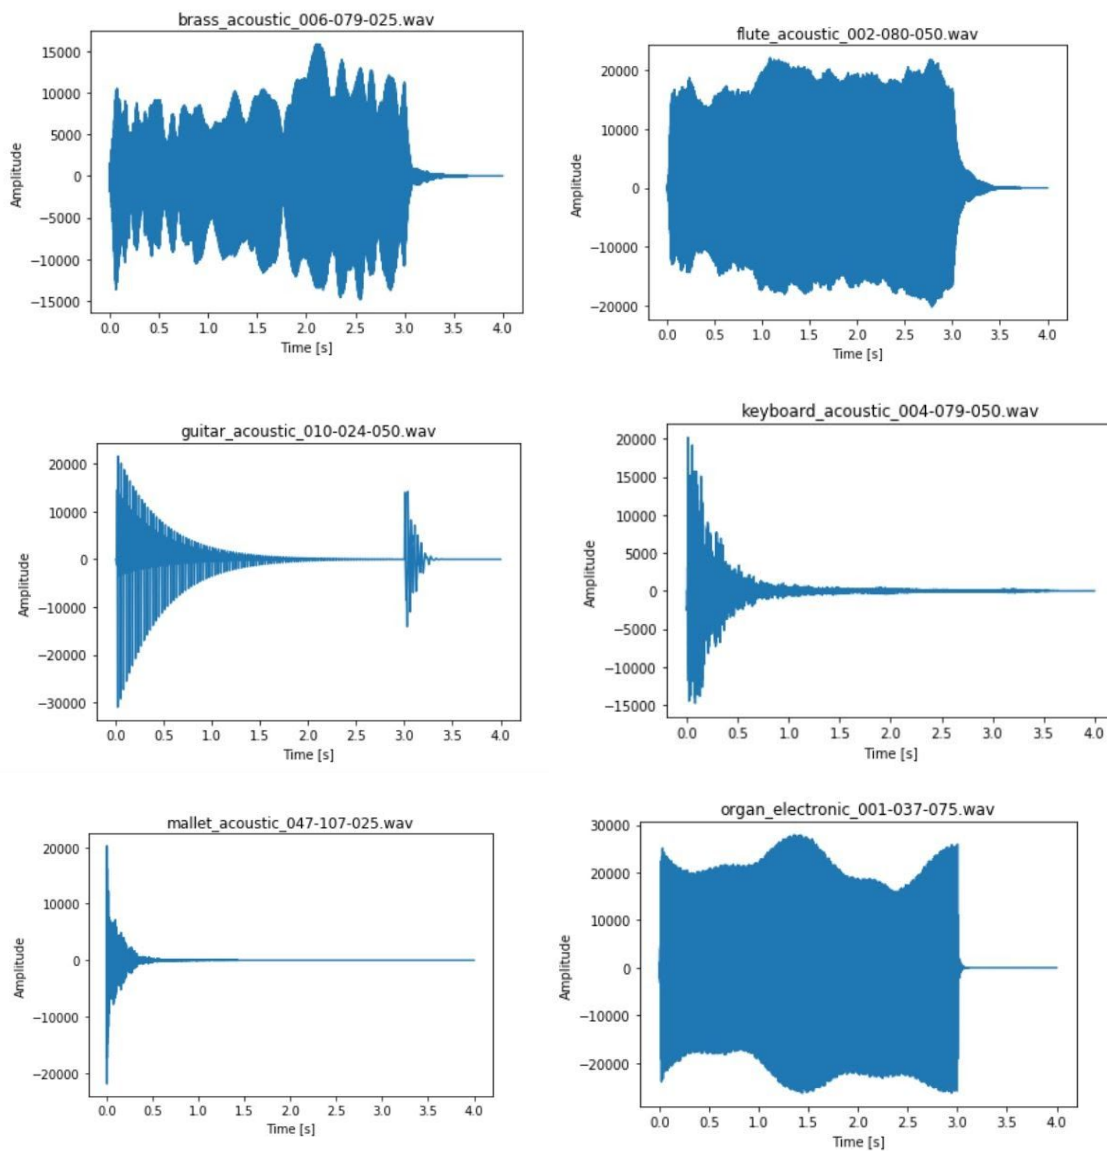 brass_acoustic_006-079-025.wav
15000
10000
5000
0
−5000
−10000
−15000
Amplitude
0.0 0.5 1.0 1.5 2.0 2.5 3.0 3.5 4.0
Time [s]
flute_acoustic_002-080-050.wav
20000
10000
0
−10000
−20000
Amplitude
0.0 0.5 1.0 1.5 2.0 2.5 3.0 3.5 4.0
Time [s]
guitar_acoustic_010-024-050.wav
20000
10000
0
−10000
−20000
−30000
Amplitude
0.0 0.5 1.0 1.5 2.0 2.5 3.0 3.5 4.0
Time [s]
keyboard_acoustic_004-079-050.wav
20000
15000
10000
5000
0
−5000
−10000
−15000
Amplitude
0.0 0.5 1.0 1.5 2.0 2.5 3.0 3.5 4.0
Time [s]
mallet_acoustic_047-107-025.wav
20000
10000
0
−10000
−20000
Amplitude
0.0 0.5 1.0 1.5 2.0 2.5 3.0 3.5 4.0
Time [s]
organ_electronic_001-037-075.wav
30000
20000
10000
0
−10000
−20000
Amplitude
0.0 0.5 1.0 1.5 2.0 2.5 3.0 3.5 4.0
Time [s]